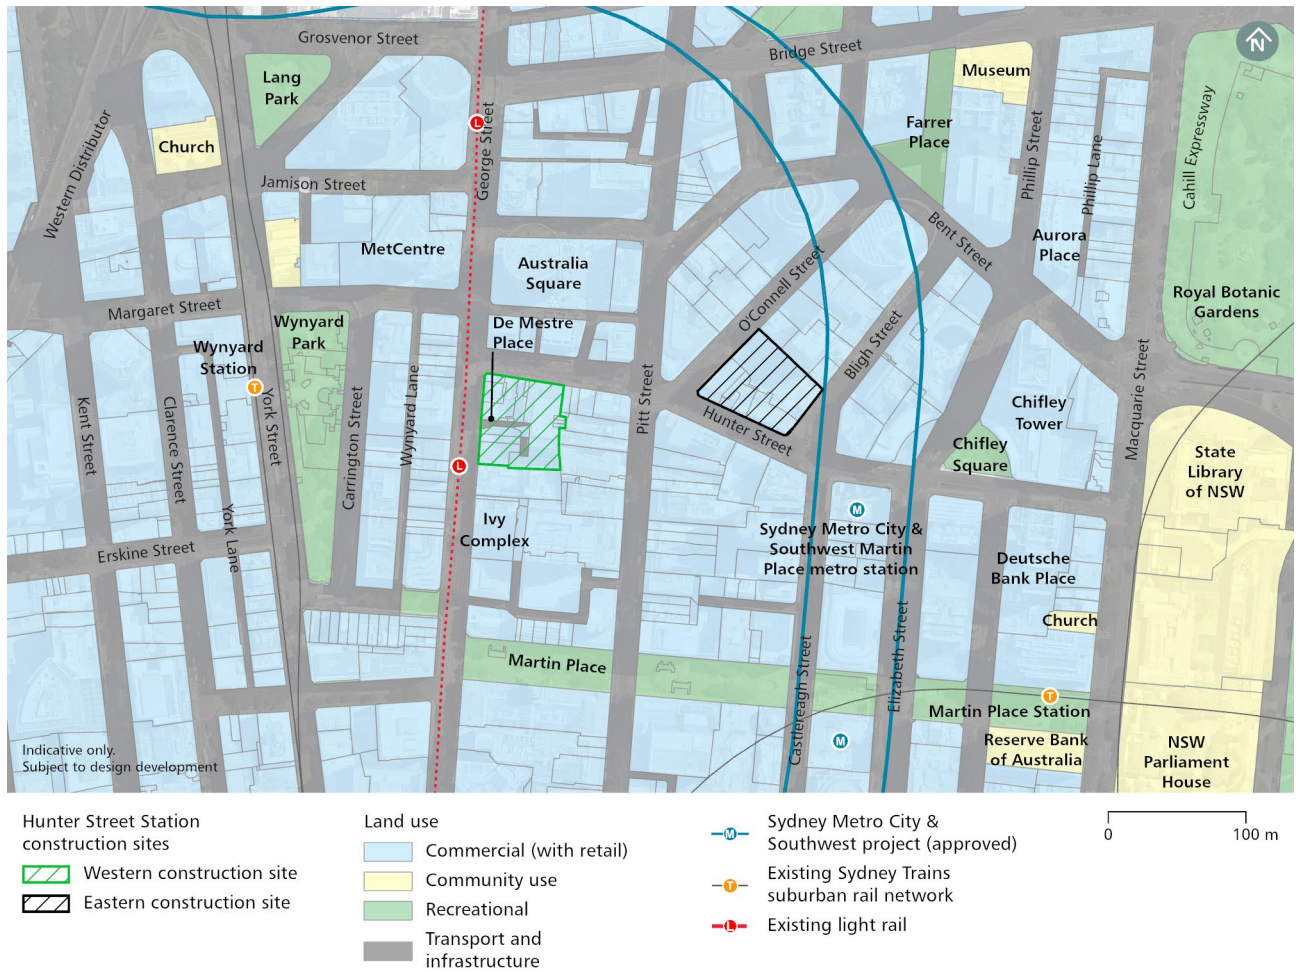 Grosvenor Street
Bridge Street
N
Lang
Park
Museum
Western Distributor
Church
George Street
L
Farrer
Place
Phillip Street
Phillip Lane
Cahill Expressway
Jamison Street
MetCentre
Australia
Square
O'Connell Street
Bent Street
Aurora
Place
Royal Botanic
Gardens
Margaret Street
Wynyard
Park
De Mestre
Place
Wynyard
Station
T
Bligh Street
Kent Street
Clarence Street
York Street
Carrington Street
Wynyard Lane
Pitt Street
Hunter Street
Chifley
Tower
Chifley
Square
Macquarie Street
State
Library
of NSW
L
York Lane
Erskine Street
Ivy
Complex
M
Sydney Metro City &
Southwest Martin
Place metro station
Deutsche
Bank Place
Church
Martin Place
Castlereagh Street
Elizabeth Street
T
Martin Place Station
M
Reserve Bank
of Australia
NSW
Parliament
House
Indicative only.
Subject to design development
Hunter Street Station
construction sites
Western construction site
Eastern construction site
Land use
Commercial (with retail)
Community use
Recreational
Transport and
infrastructure
M
Sydney Metro City &
Southwest project (approved)
T
Existing Sydney Trains
suburban rail network
L
Existing light rail
0 100 m